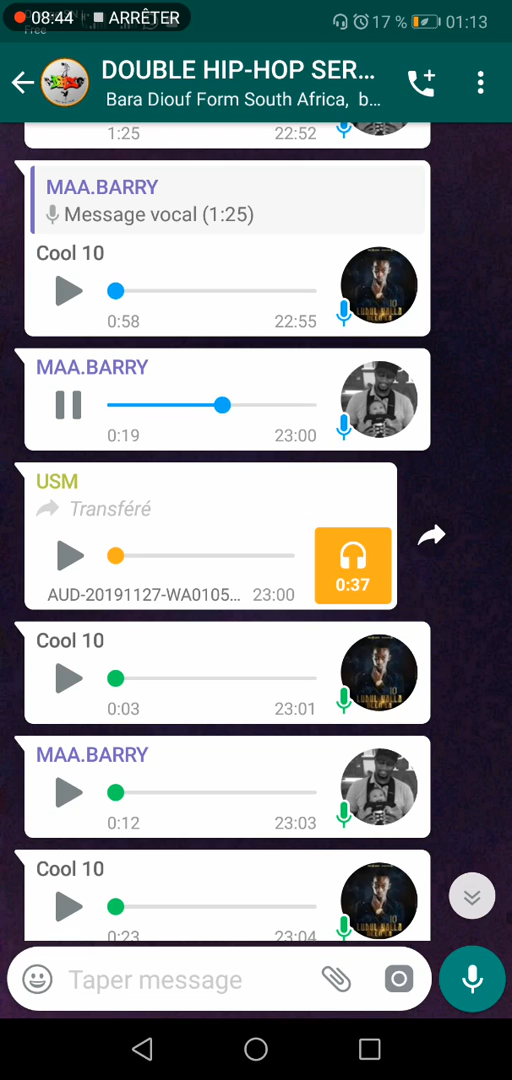 08:44 ARRÊTER
17 % 01:13
Free
DOUBLE HIP-HOP SER...
Bara Diouf Form South Africa, b...
1:25 22:52
MAA.BARRY
Message vocal (1:25)
Cool 10
0:58 22:55
MAA.BARRY
0:19 23:00
USM
Transféré
0:37
AUD-20191127-WA0105... 23:00
Cool 10
0:03 23:01
MAA.BARRY
0:12 23:03
Cool 10
0:23 23:04
Taper message